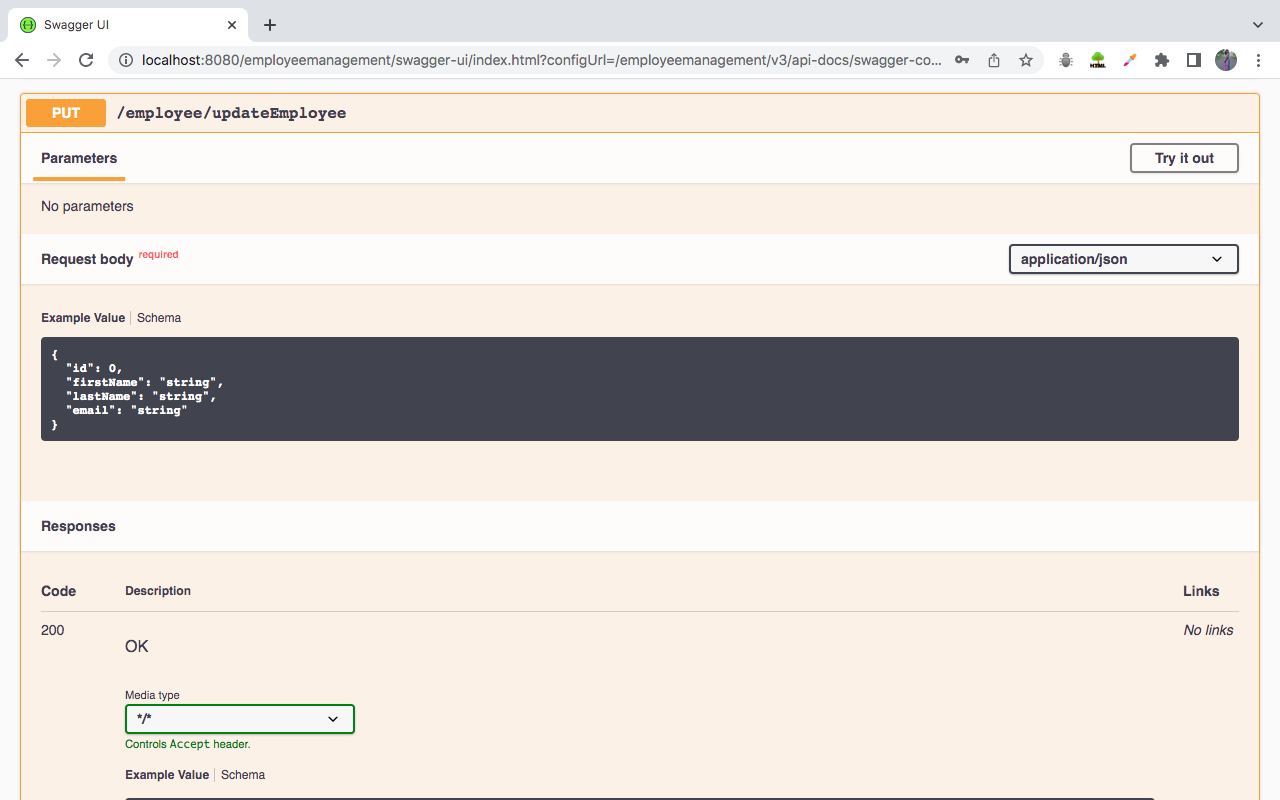 Swagger UI
localhost:8080/employeemanagement/swagger-ui/index.html?configUrl=/employeemanagement/v3/api-docs/swagger-co...
HTML
PUT /employee/updateEmployee
Parameters Try it out
No parameters
Request body required application/json
Example Value Schema
{
"id": 0,
"firstName": "string",
"lastName": "string",
"email": "string"
}
Responses
Code Description Links
200 OK No links
Media type
*/*
Controls Accept header.
Example Value Schema